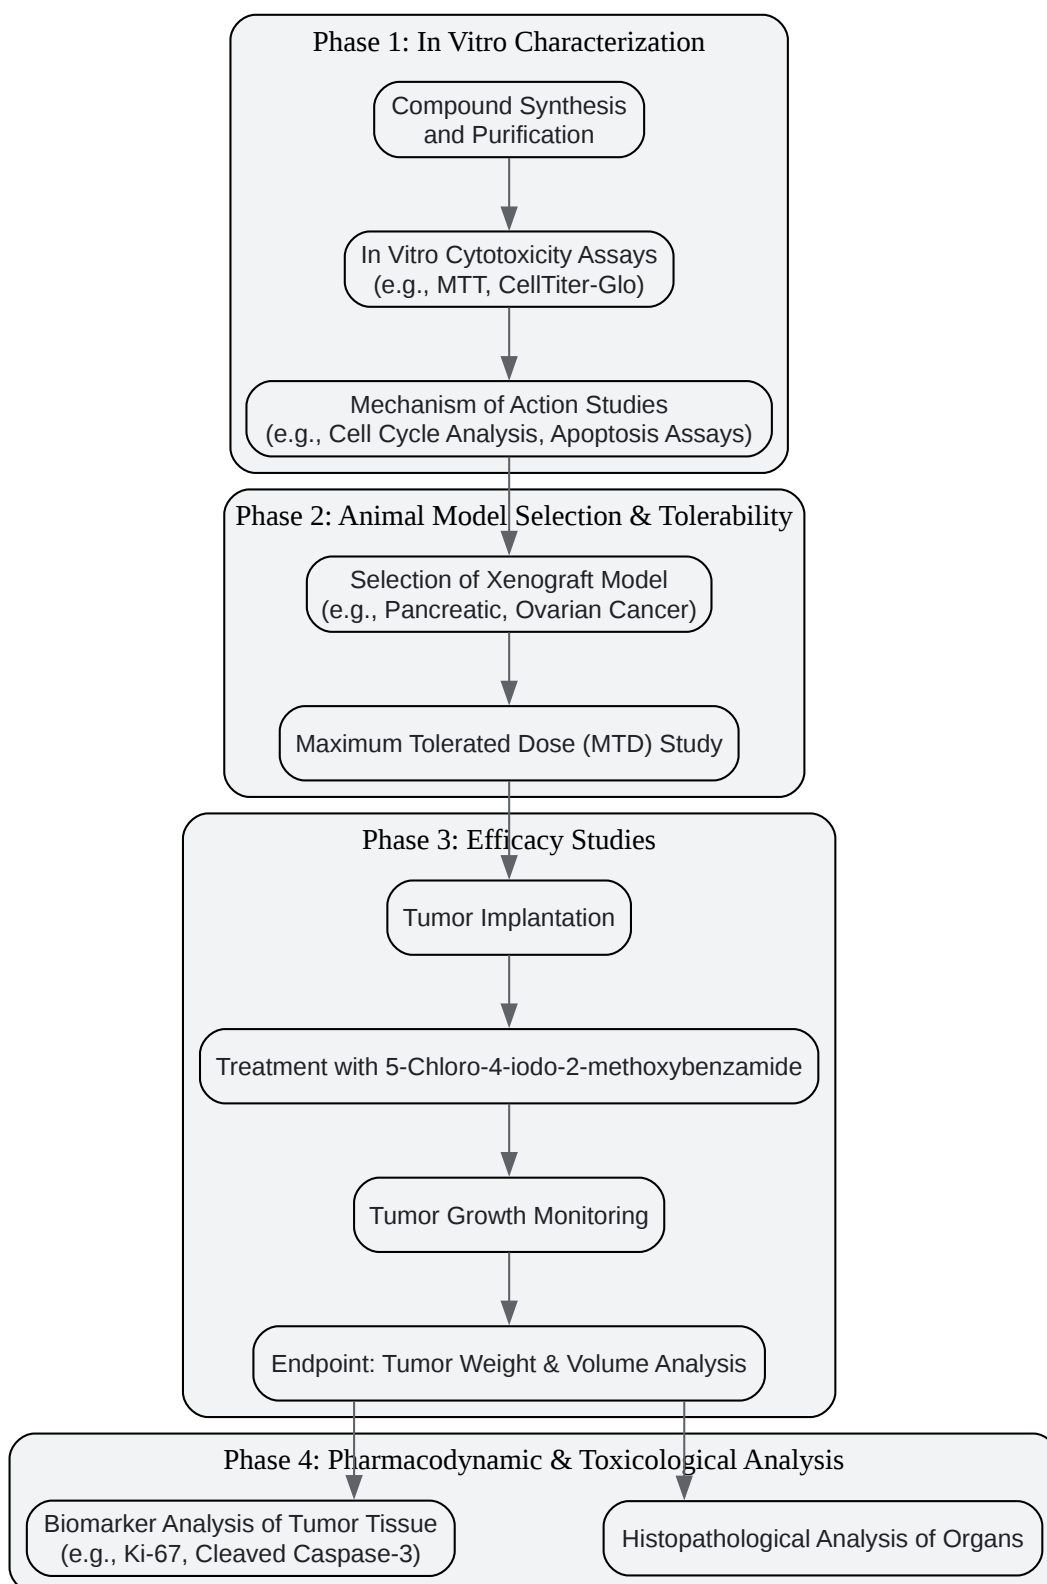 Phase 1: In Vitro Characterization
Compound Synthesis
and Purification
In Vitro Cytotoxicity Assays
(e.g., MTT, CellTiter-Glo)
Mechanism of Action Studies
(e.g., Cell Cycle Analysis, Apoptosis Assays)
Phase 2: Animal Model Selection & Tolerability
Selection of Xenograft Model
(e.g., Pancreatic, Ovarian Cancer)
Maximum Tolerated Dose (MTD) Study
Phase 3: Efficacy Studies
Tumor Implantation
Treatment with 5-Chloro-4-iodo-2-methoxybenzamide
Tumor Growth Monitoring
Endpoint: Tumor Weight & Volume Analysis
Phase 4: Pharmacodynamic & Toxicological Analysis
Biomarker Analysis of Tumor Tissue
(e.g., Ki-67, Cleaved Caspase-3)
Histopathological Analysis of Organs